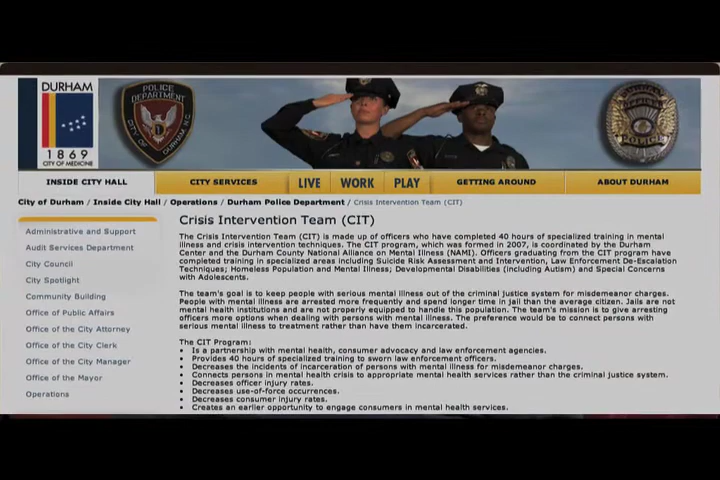 DURHAM
1869
CITY OF MEDICINE
POLICE
DEPARTMENT
CITY OF DURHAM, N.C.
DURHAM
POLICE
INSIDE CITY HALL
CITY SERVICES
LIVE
WORK
PLAY
GETTING AROUND
ABOUT DURHAM
City of Durham / Inside City Hall / Operations / Durham Police Department / Crisis Intervention Team (CIT)
Administrative and Support
Audit Services Department
City Council
City Spotlight
Community Building
Office of Public Affairs
Office of the City Attorney
Office of the City Clerk
Office of the City Manager
Office of the Mayor
Operations
Crisis Intervention Team (CIT)
The Crisis Intervention Team (CIT) is made up of officers who have completed 40 hours of specialized training in mental
illness and crisis intervention techniques. The CIT program, which was formed in 2007, is coordinated by the Durham
Center and the Durham County National Alliance on Mental Illness (NAMI). Officers graduating from the CIT program have
completed training in specialized areas including Suicide Risk Assessment and Intervention, Law Enforcement De-Escalation
Techniques; Homeless Population and Mental Illness; Developmental Disabilities (including Autism) and Special Concerns
with Adolescents.
The team's goal is to keep people with serious mental illness out of the criminal justice system for misdemeanor charges.
People with mental illness are arrested more frequently and spend longer time in jail than the average citizen. Jails are not
mental health institutions and are not properly equipped to handle this population. The team's mission is to give arresting
officers more options when dealing with persons with mental illness. The preference would be to connect persons with
serious mental illness to treatment rather than have them incarcerated.
The CIT Program:
• Is a partnership with mental health, consumer advocacy and law enforcement agencies.
• Provides 40 hours of specialized training to sworn law enforcement officers.
• Decreases the incidents of incarceration of persons with mental illness for misdemeanor charges.
• Connects persons in mental health crisis to appropriate mental health services rather than the criminal justice system.
• Decreases officer injury rates.
• Decreases use-of-force occurrences.
• Decreases consumer injury rates.
• Creates an earlier opportunity to engage consumers in mental health services.